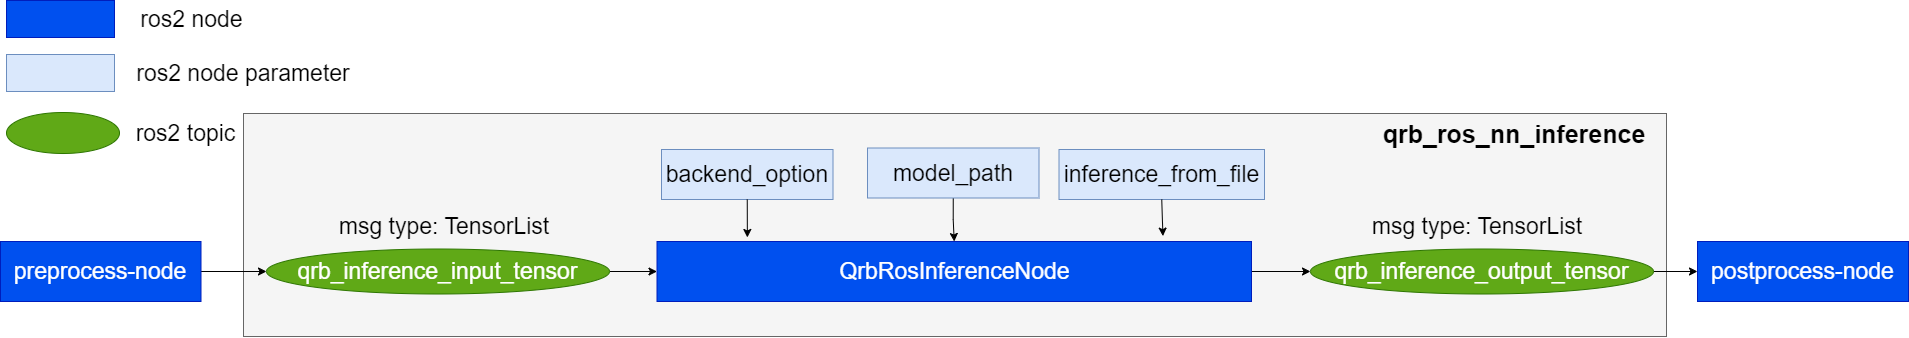 ros2 node
ros2 node parameter
ros2 topic
qrb_ros_nn_inference
backend_option
model_path
inference_from_file
msg type: TensorList
msg type: TensorList
preprocess-node
qrb_inference_input_tensor
QrbRosInferenceNode
qrb_inference_output_tensor
postprocess-node